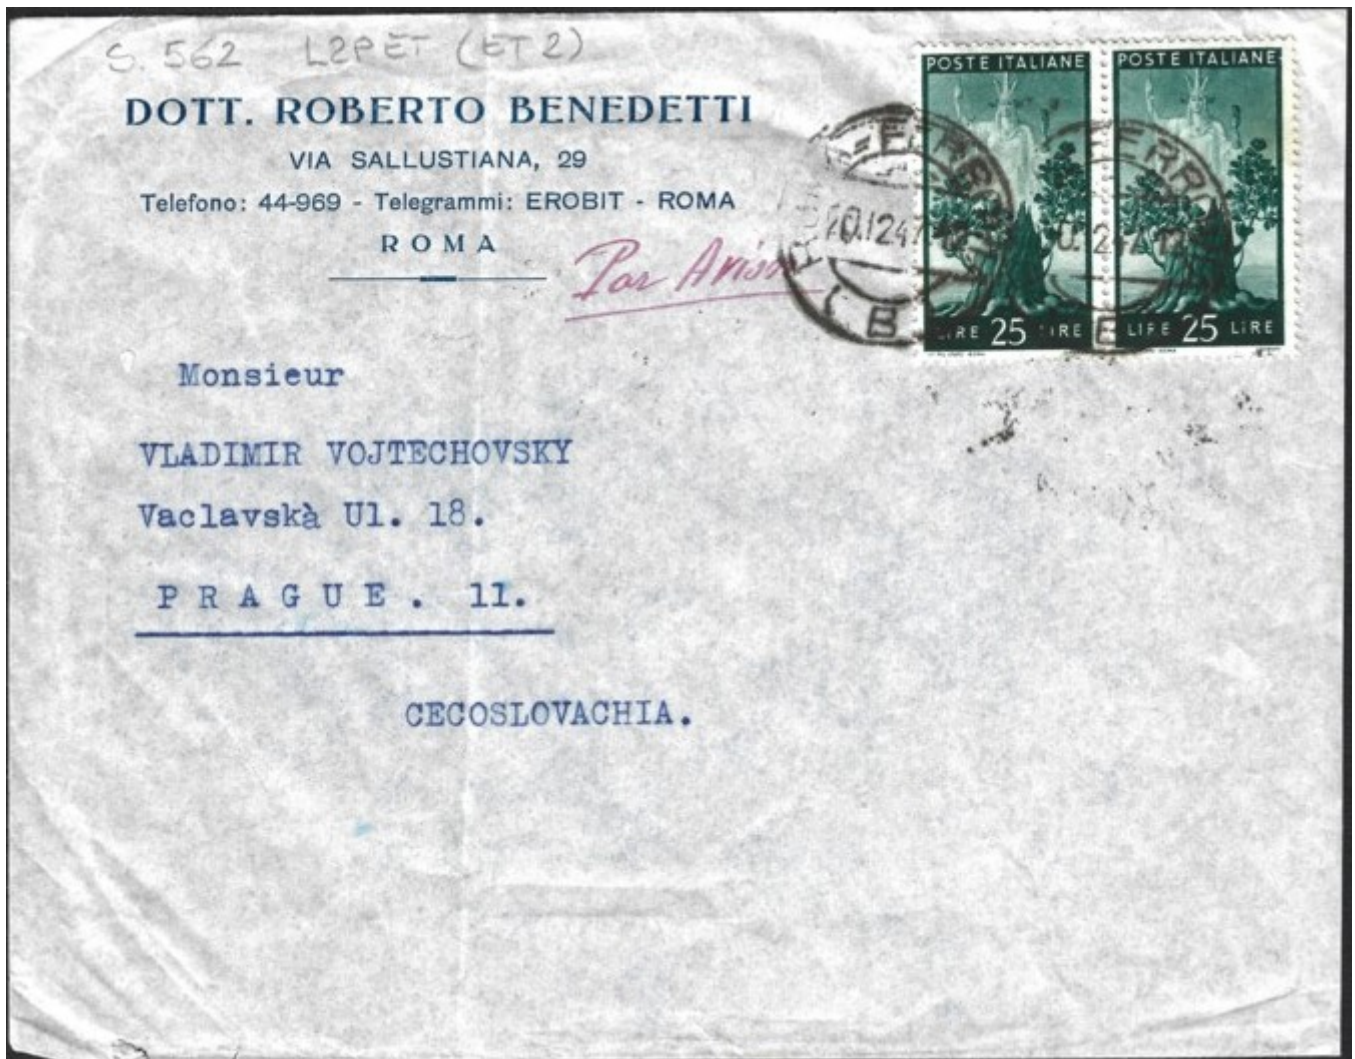 S. 562 L2PET (ET2)
DOTT. ROBERTO BENEDETTI
VIA SALLUSTIANA, 29
Telefono: 44-969 - Telegrammi: EROBIT - ROMA
ROMA
Par Avion
POSTE ITALIANE
LIRE 25 LIRE
POSTE ITALIANE
LIRE 25 LIRE
Monsieur
VLADIMIR VOJTECHOVSKY
Vaclavskà Ul. 18.
PRAGUE. 11.
CECOSLOVACHIA.